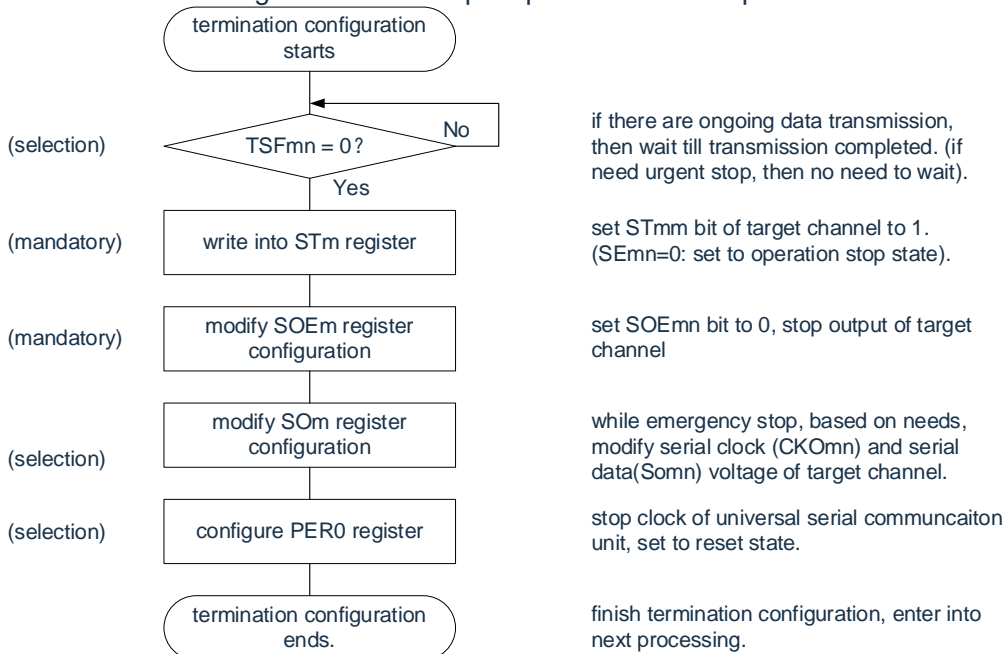 termination configuration
starts
(selection)
TSFmn = 0?
No
Yes
if there are ongoing data transmission,
then wait till transmission completed. (if
need urgent stop, then no need to wait).
(mandatory)
write into STm register
set STmm bit of target channel to 1.
(SEmn=0: set to operation stop state).
(mandatory)
modify SOEm register
configuration
set SOEmn bit to 0, stop output of target
channel
(selection)
modify SOm register
configuration
while emergency stop, based on needs,
modify serial clock (CKOmn) and serial
data(Somn) voltage of target channel.
(selection)
configure PER0 register
stop clock of universal serial communcaiton
unit, set to reset state.
termination configuration
ends.
finish termination configuration, enter into
next processing.